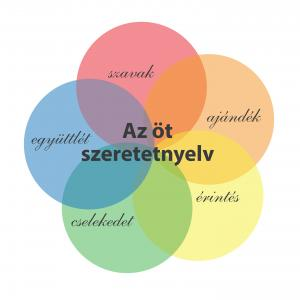 szavak
ajándék
együttlét
Az öt
szeretetnyelv
érintés
cselekedet